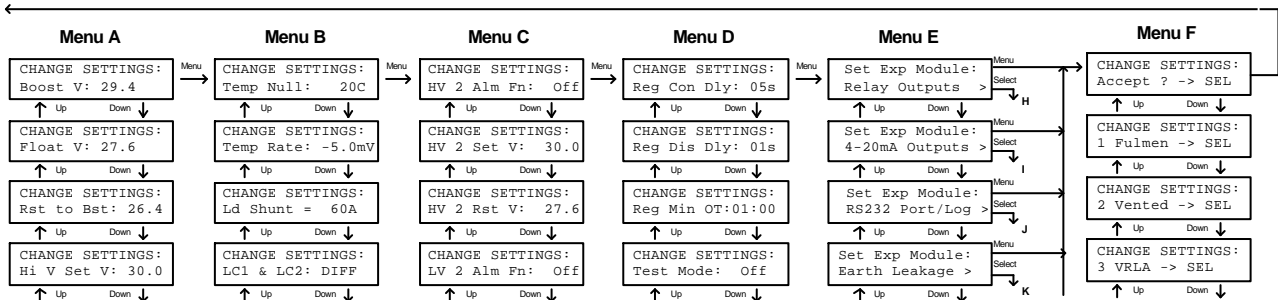 Menu A
CHANGE SETTINGS:
Boost V: 29.4
Up Down
CHANGE SETTINGS:
Float V: 27.6
Up Down
CHANGE SETTINGS:
Rst to Bst: 26.4
Up Down
CHANGE SETTINGS:
Hi V Set V: 30.0
Up Down
Menu
Menu B
CHANGE SETTINGS:
Temp Null: 20C
Up Down
CHANGE SETTINGS:
Temp Rate: -5.0mV
Up Down
CHANGE SETTINGS:
Ld Shunt = 60A
Up Down
CHANGE SETTINGS:
LC1 & LC2: DIFF
Up Down
Menu
Menu C
CHANGE SETTINGS:
HV 2 Alm Fn: Off
Up Down
CHANGE SETTINGS:
HV 2 Set V: 30.0
Up Down
CHANGE SETTINGS:
HV 2 Rst V: 27.6
Up Down
CHANGE SETTINGS:
LV 2 Alm Fn: Off
Up Down
Menu
Menu D
CHANGE SETTINGS:
Reg Con Dly: 05s
Up Down
CHANGE SETTINGS:
Reg Dis Dly: 01s
Up Down
CHANGE SETTINGS:
Reg Min OT:01:00
Up Down
CHANGE SETTINGS:
Test Mode: Off
Up Down
Menu
Menu E
Set Exp Module:
Relay Outputs >
Menu
Select
H
Up Down
Set Exp Module:
4-20mA Outputs >
Menu
Select
I
Up Down
Set Exp Module:
RS232 Port/Log >
Menu
Select
J
Up Down
Set Exp Module:
Earth Leakage >
Menu
Select
K
Up Down
Menu F
CHANGE SETTINGS:
Accept ? -> SEL
Up Down
CHANGE SETTINGS:
1 Fulmen -> SEL
Up Down
CHANGE SETTINGS:
2 Vented -> SEL
Up Down
CHANGE SETTINGS:
3 VRLA -> SEL
Up Down